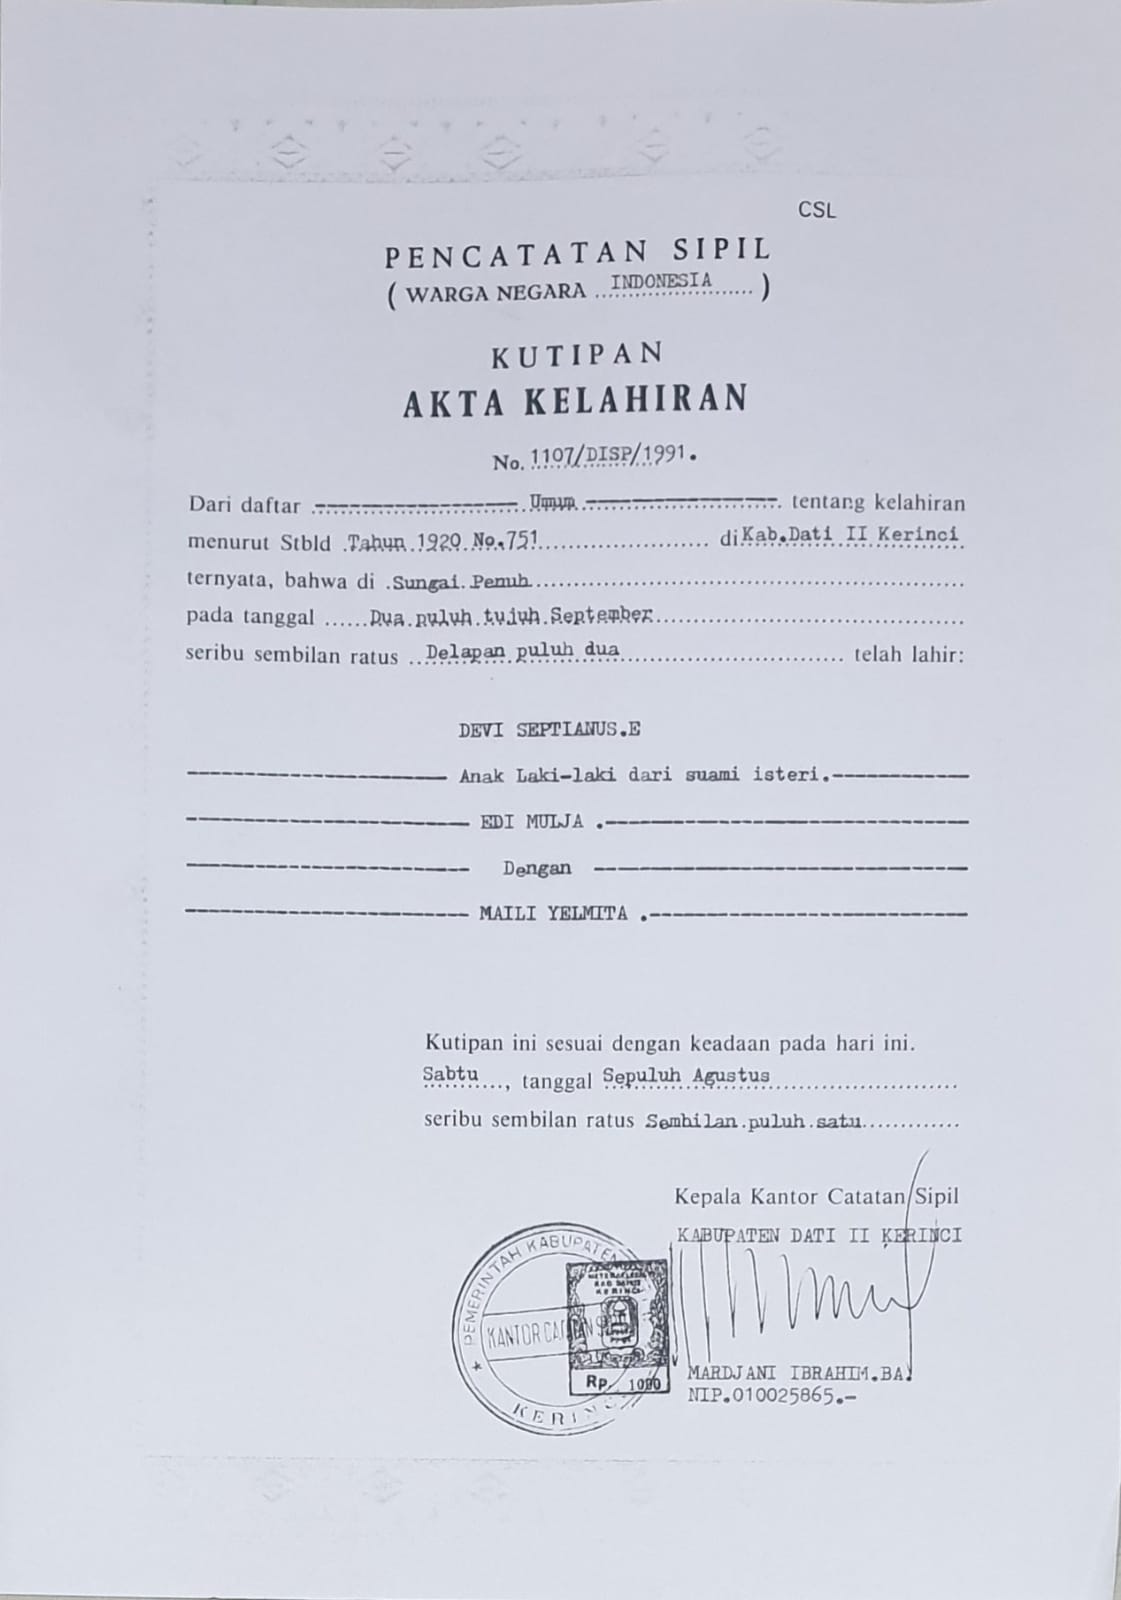 CSL
PENCATATAN SIPIL
( WARGA NEGARA INDONESIA )
KUTIPAN
AKTA KELAHIRAN
No. 1107/DISP/1991.
Dari daftar Umum tentang kelahiran
menurut Stbld Tahun 1920 No.751 di Kab.Dati II Kerinci
ternyata, bahwa di Sungai Penuh
pada tanggal Dua puluh tujuh September
seribu sembilan ratus Delapan puluh dua telah lahir:
DEVI SEPTIANUS.E
Anak Laki-laki dari suami isteri.
EDI MULJA .
Dengan
MAILI YELMITA .
Kutipan ini sesuai dengan keadaan pada hari ini.
Sabtu, tanggal Sepuluh Agustus
seribu sembilan ratus Sembilan puluh satu
Kepala Kantor Catatan Sipil
KABUPATEN DATI II KERINCI
PEMERINTAH KABUPATEN
KANTOR CATATAN
KERINCI
KERINCI
Rp. 1000
MARDJANI IBRAHIM.BA.
NIP.010025865.-